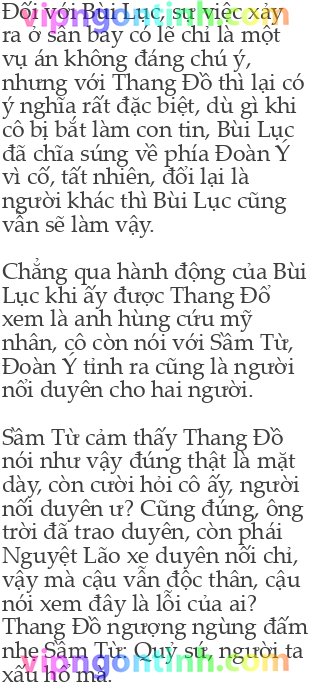 Đối với Bùi Lục, sự việc xảy
ra ở sân bay có lẽ chỉ là một
vụ án không đáng chú ý,
nhưng với Thang Đồ thì lại có
ý nghĩa rất đặc biệt, dù gì khi
cô bị bắt làm con tin, Bùi Lục
đã chĩa súng về phía Đoàn Ý
vì cố, tất nhiên, đổi lại là
người khác thì Bùi Lục cũng
vẫn sẽ làm vậy.
Chẳng qua hành động của Bùi
Lục khi ấy được Thang Đổ
xem là anh hùng cứu mỹ
nhân, cô còn nói với Sầm Từ,
Đoàn Ý tỉnh ra cũng là người
nổi duyên cho hai người.
Sầm Từ cảm thấy Thang Đồ
nói như vậy đúng thật là mặt
dày, còn cười hỏi cô ấy, người
nối duyên ư? Cũng đúng, ông
trời đã trao duyên, còn phái
Nguyệt Lão xe duyên nối chỉ,
vậy mà cậu vẫn độc thân, cậu
nói xem đây là lỗi của ai?
Thang Đồ ngượng ngùng đấm
nhẹ Sầm Từ: Quỷ sứ, người ta
xấu hổ mà.
vipngontinh.com
vipngontinh.com